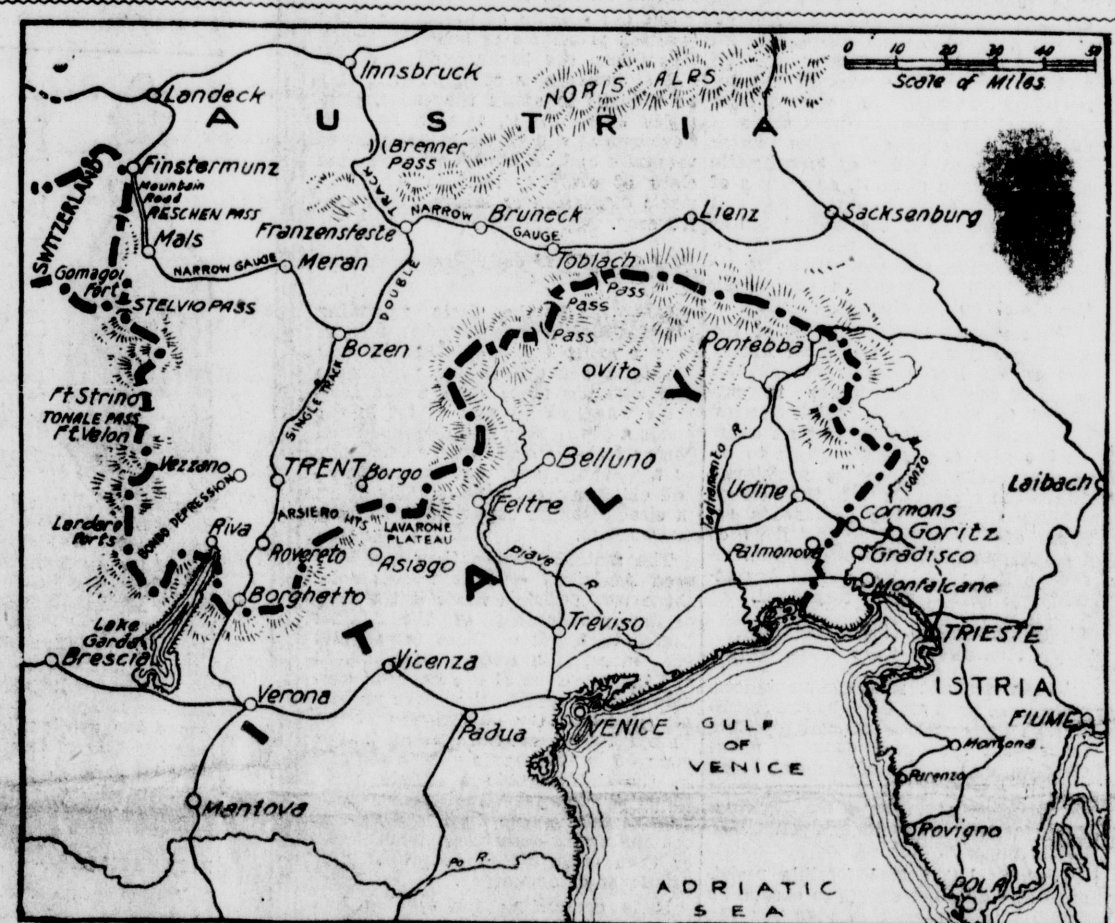 0 10 20 30 40 50
Scale of Miles
Innsbruck
NORIS ALPS
Landeck
AUSTRIA
Brenner
Pass
SWITZERLAND
Finstermunz
Mountain
Road
RESCHEN PASS
Mals
NARROW GAUGE
Meran
Franzensfeste
DOUBLE TRACK
NARROW
GAUGE
Bruneck
Lienz
Sacksenburg
Toblach
Gomagoi
Fort
STELVIO PASS
Pass
Pass
Pass
Bozen
SINGLE TRACK
Pontebba
Vito
Ft Strino
TONALE PASS
Ft. Velon
Vezzano
TRENT
Borgo
Belluno
Tagliamento R.
Isonzo
Udine
Laibach
Lardaro
Forts
DEPRESSION
Riva
ARSIERO MTS
LAVARONE
PLATEAU
Feltre
Cormons
Goritz
Rovereto
Asiago
Piave R.
Palmonova
Gradisco
Monfalcane
Borghetto
Lake
Garda
Brescia
Treviso
TRIESTE
Vicenza
ITALY
Verona
ISTRIA
Padua
VENICE
GULF
OF
VENICE
FIUME
Montona
Parenzo
Mantova
Rovigno
Po R.
ADRIATIC
SEA
POLA